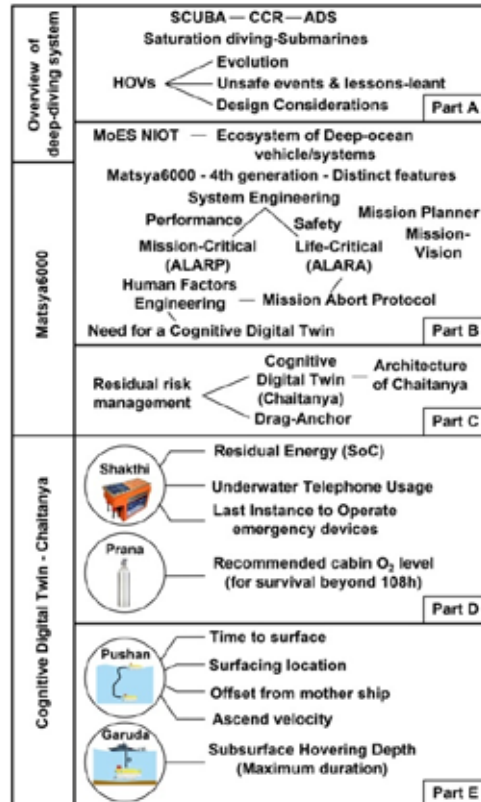 Overview of
deep-diving system
SCUBA — CCR — ADS
Saturation diving-Submarines
HOVs
Evolution
Unsafe events & lessons-leant
Design Considerations
Part A
Matsya6000
MoES NIOT — Ecosystem of Deep-ocean
vehicle/systems
Matsya6000 - 4th generation - Distinct features
System Engineering
Performance
Safety
Mission Planner
Mission-
Vision
Mission-Critical
(ALARP)
Life-Critical
(ALARA)
Human Factors
Engineering
Mission Abort Protocol
Need for a Cognitive Digital Twin
Part B
Residual risk
management
Cognitive
Digital Twin
(Chaitanya)
Architecture
of Chaitanya
Drag-Anchor
Part C
Cognitive Digital Twin - Chaitanya
Shakthi
Residual Energy (SoC)
Underwater Telephone Usage
Last Instance to Operate
emergency devices
Prana
Recommended cabin O₂ level
(for survival beyond 108h)
Part D
Pushan
Time to surface
Surfacing location
Offset from mother ship
Ascend velocity
Garuda
Subsurface Hovering Depth
(Maximum duration)
Part E